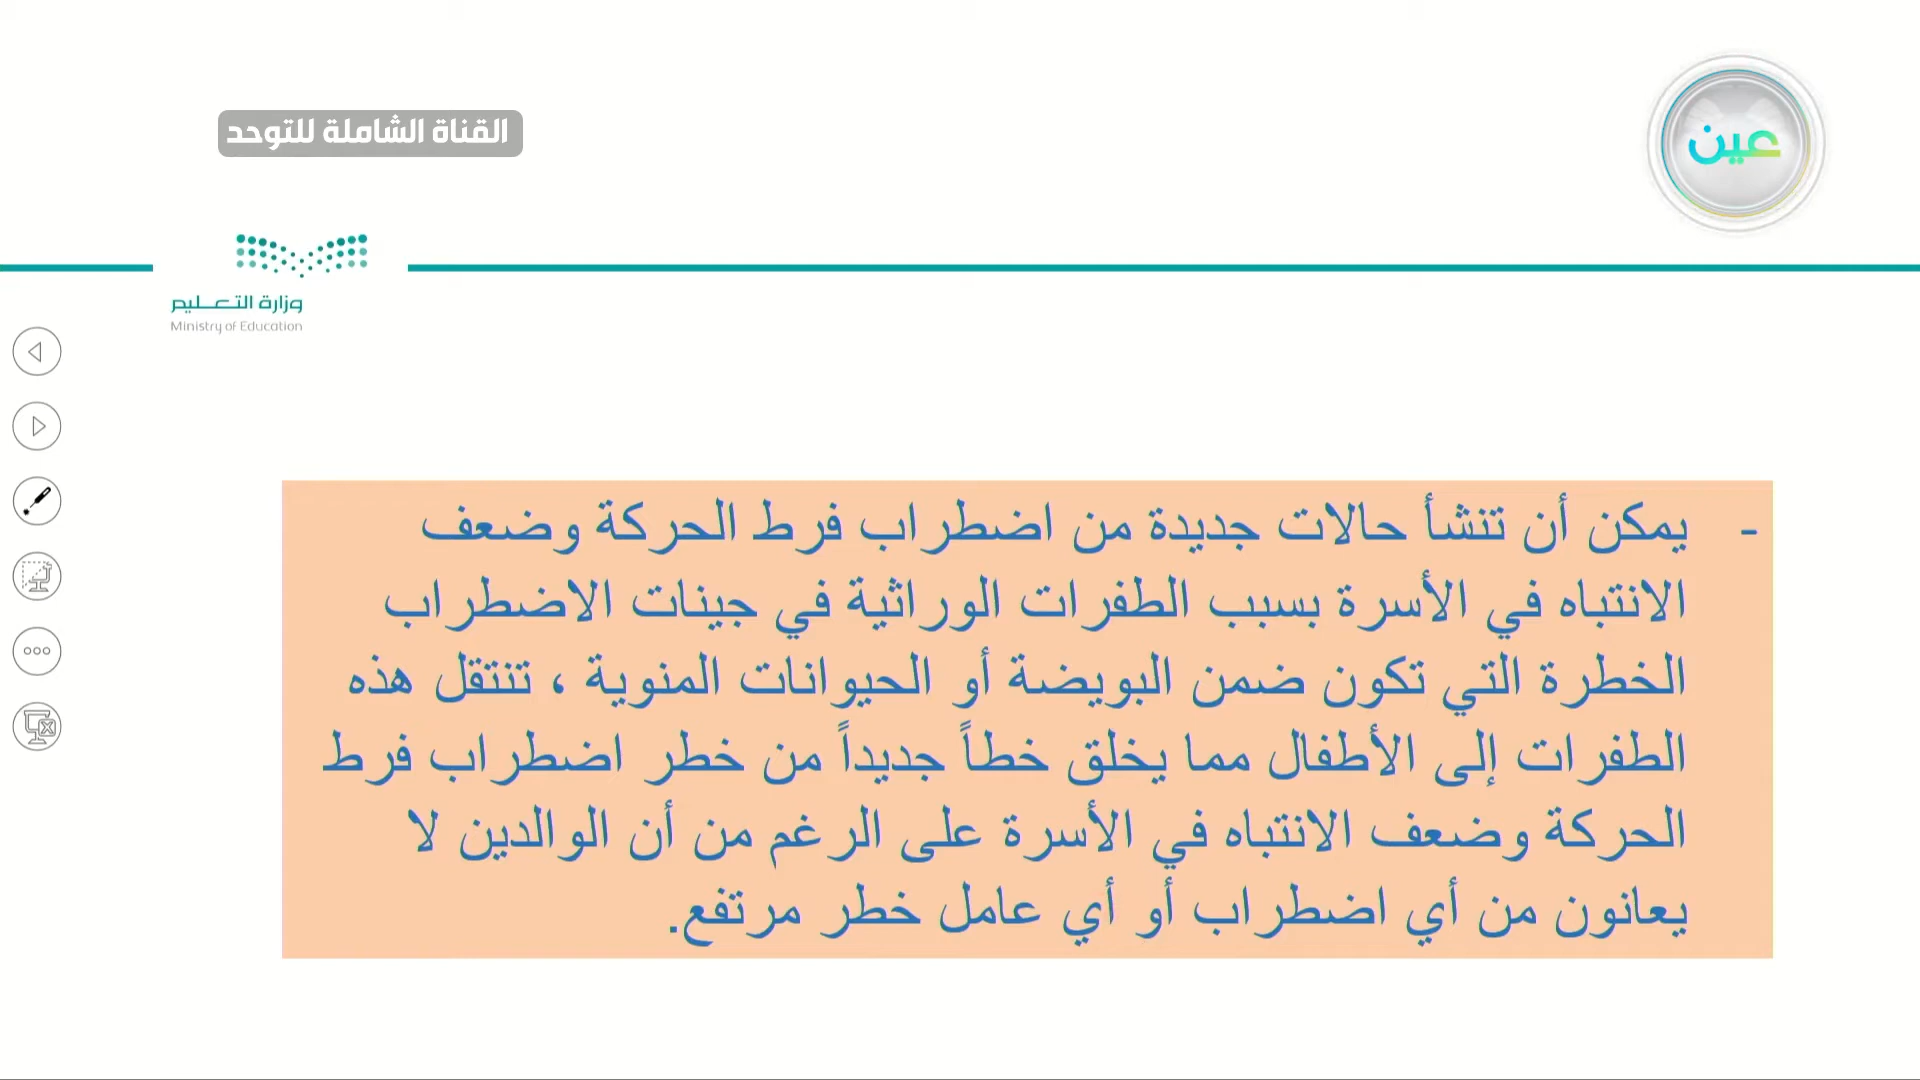 القناة الشاملة للتوحد
عين
وزارة التعليم
Ministry of Education
- يمكن أن تنشأ حالات جديدة من اضطراب فرط الحركة وضعف
الانتباه في الأسرة بسبب الطفرات الوراثية في جينات الاضطراب
الخطرة التي تكون ضمن البويضة أو الحيوانات المنوية ، تنتقل هذه
الطفرات إلى الأطفال مما يخلق خطاً جديداً من خطر اضطراب فرط
الحركة وضعف الانتباه في الأسرة على الرغم من أن الوالدين لا
يعانون من أي اضطراب أو أي عامل خطر مرتفع.